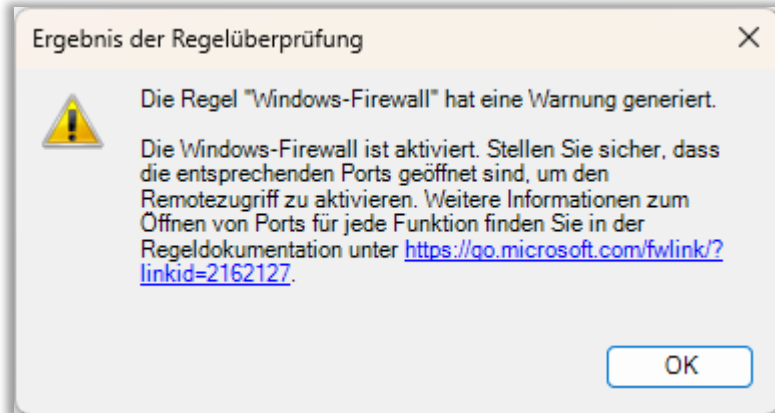 Ergebnis der Regelüberprüfung
Die Regel "Windows-Firewall" hat eine Warnung generiert.
Die Windows-Firewall ist aktiviert. Stellen Sie sicher, dass
die entsprechenden Ports geöffnet sind, um den
Remotezugriff zu aktivieren. Weitere Informationen zum
Öffnen von Ports für jede Funktion finden Sie in der
Regeldokumentation unter https://go.microsoft.com/fwlink/?
linkid=2162127.
OK